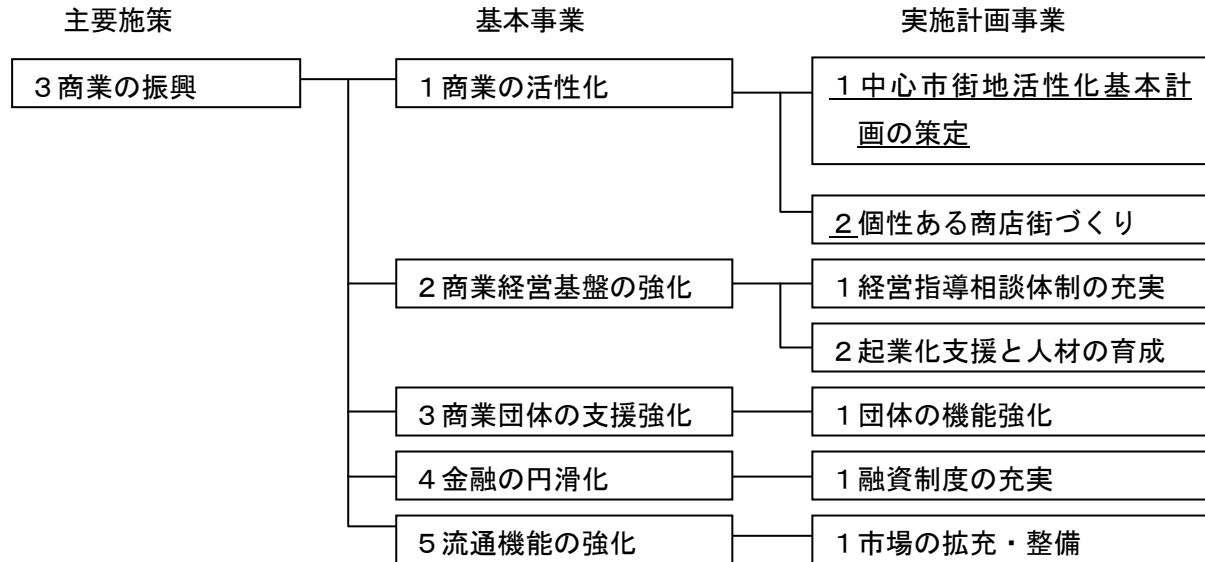 主要施策 基本事業 実施計画事業
3商業の振興 1商業の活性化 1中心市街地活性化基本計
画の策定
2個性ある商店街づくり
2商業経営基盤の強化 1経営指導相談体制の充実
2起業化支援と人材の育成
3商業団体の支援強化 1団体の機能強化
4金融の円滑化 1融資制度の充実
5流通機能の強化 1市場の拡充・整備